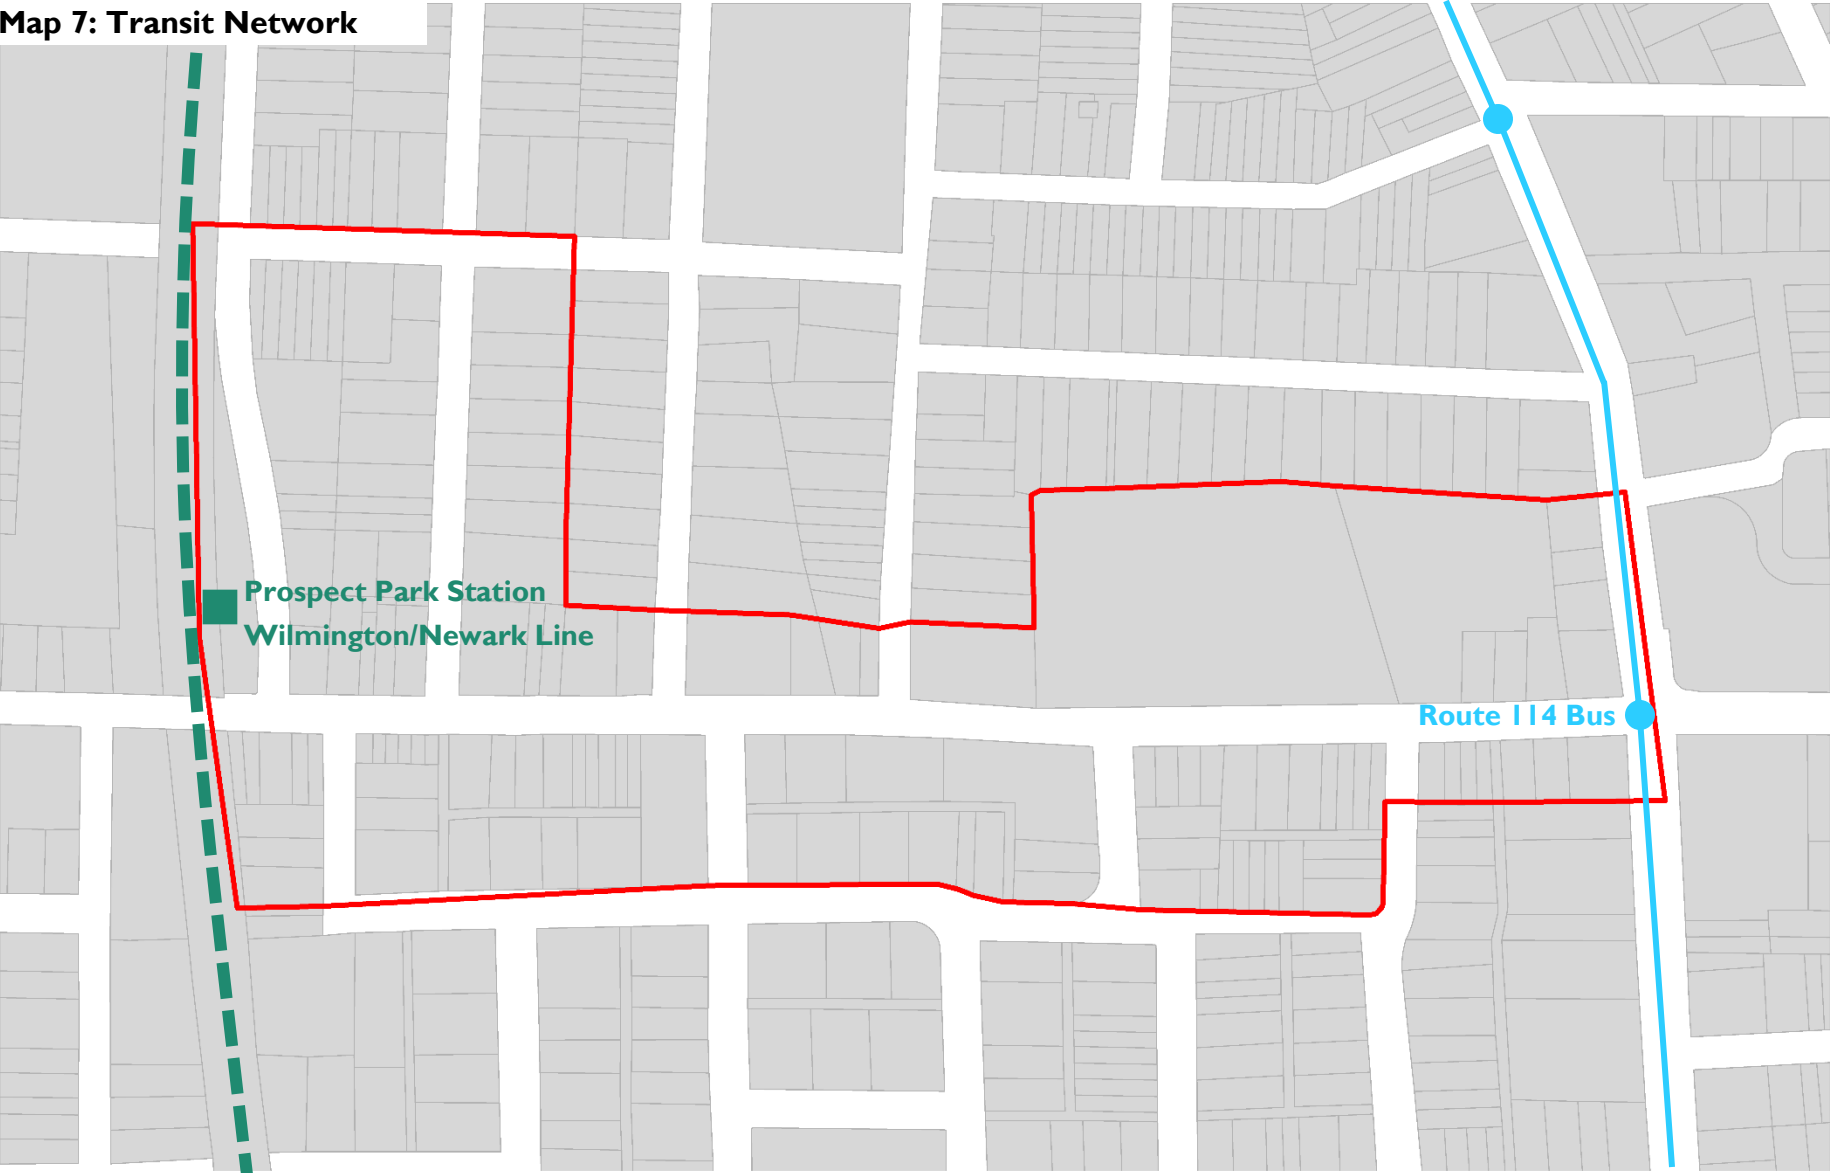 Map 7: Transit Network
Prospect Park Station
Wilmington/Newark Line
Route 114 Bus